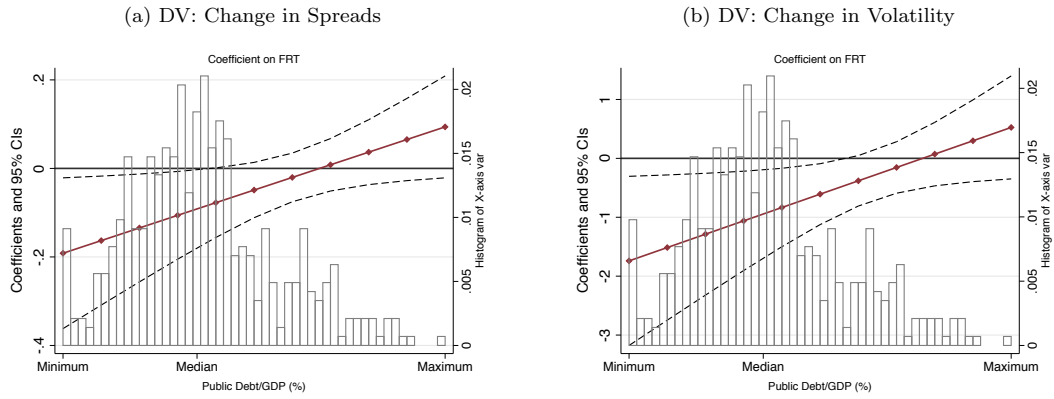 (a) DV: Change in Spreads
Coefficient on FRT
Coefficients and 95% CIs
.2
0
-.2
-.4
.02
.015
.01
.005
0
Histogram of X-axis var
Minimum Median Maximum
Public Debt/GDP (%)
(b) DV: Change in Volatility
Coefficient on FRT
Coefficients and 95% CIs
1
0
-1
-2
-3
.02
.015
.01
.005
0
Histogram of X-axis var
Minimum Median Maximum
Public Debt/GDP (%)